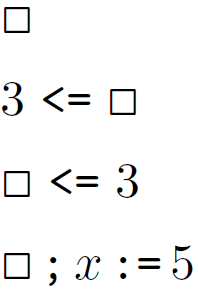 □
3 <= □
□ <= 3
□ ; x := 5